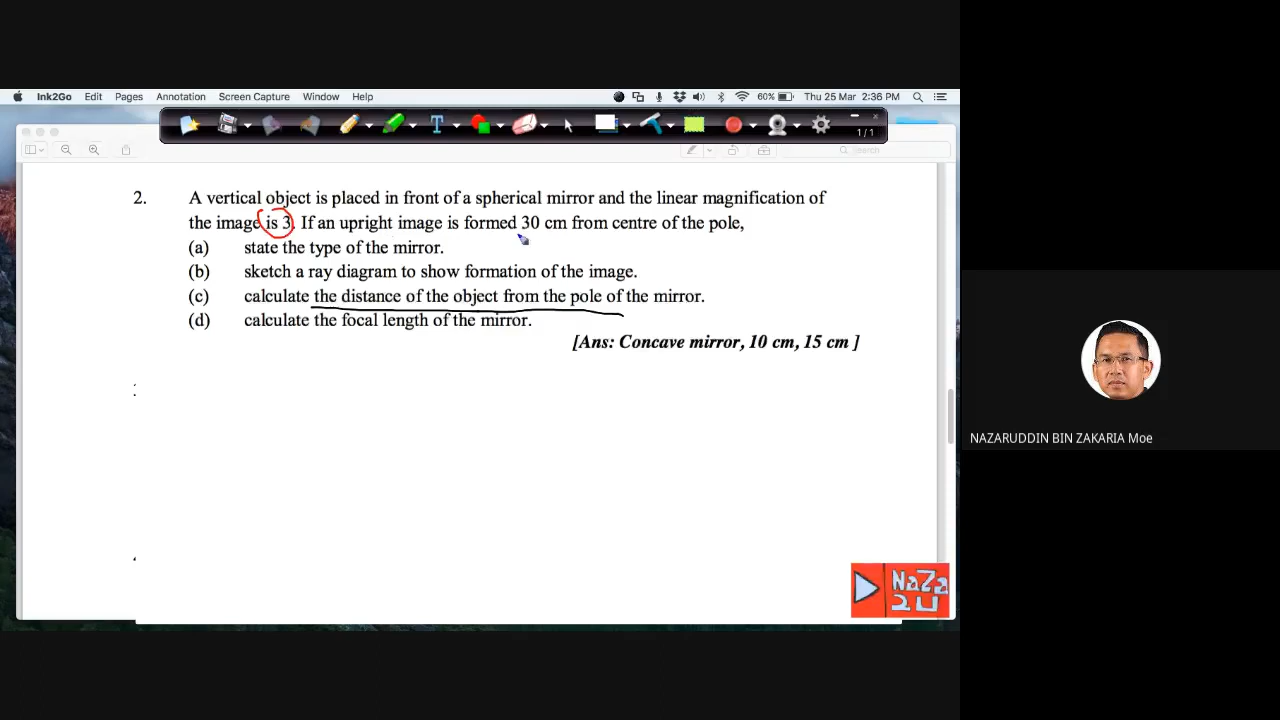 Ink2Go Edit Pages Annotation Screen Capture Window Help 60% Thu 25 Mar 2:36 PM
T 1/1
Search
2. A vertical object is placed in front of a spherical mirror and the linear magnification of
the image is 3. If an upright image is formed 30 cm from centre of the pole,
(a) state the type of the mirror.
(b) sketch a ray diagram to show formation of the image.
(c) calculate the distance of the object from the pole of the mirror.
(d) calculate the focal length of the mirror.
[Ans: Concave mirror, 10 cm, 15 cm ]
NAZARUDDIN BIN ZAKARIA Moe
NaZa
2U